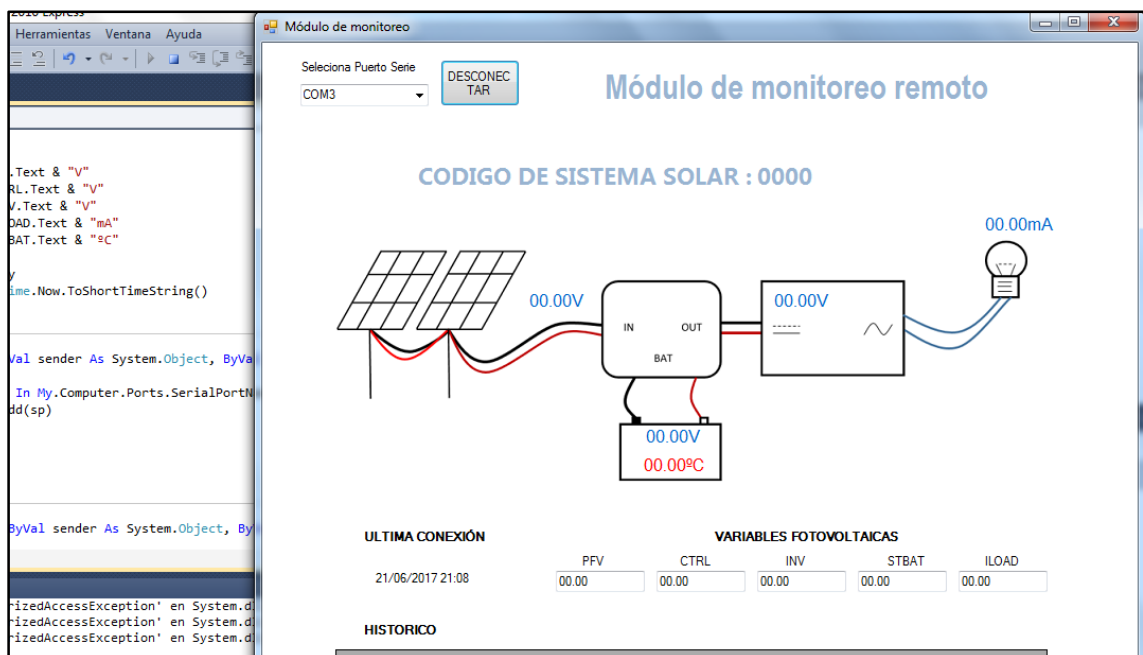 2010 Express
Herramientas Ventana Ayuda
.Text & "V"
RL.Text & "V"
V.Text & "V"
OAD.Text & "mA"
BAT.Text & "ºC"
y
ime.Now.ToShortTimeString()
Val sender As System.Object, ByVa
In My.Computer.Ports.SerialPortN
dd(sp)
ByVal sender As System.Object, By
rizedAccessException' en System.d
rizedAccessException' en System.d
rizedAccessException' en System.d
Módulo de monitoreo
Seleciona Puerto Serie
COM3
DESCONEC
TAR
Módulo de monitoreo remoto
CODIGO DE SISTEMA SOLAR : 0000
00.00mA
00.00V
00.00V
IN OUT
BAT
00.00V
00.00ºC
ULTIMA CONEXIÓN
VARIABLES FOTOVOLTAICAS
PFV CTRL INV STBAT ILOAD
21/06/2017 21:08
00.00 00.00 00.00 00.00 00.00
HISTORICO